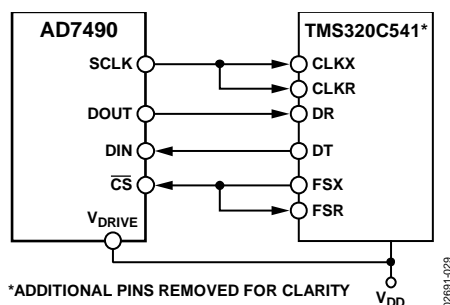 AD7490
TMS320C541*
SCLK
CLKX
CLKR
DOUT
DR
DIN
DT
CS
FSX
FSR
VDRIVE
*ADDITIONAL PINS REMOVED FOR CLARITY
VDD
02691-029